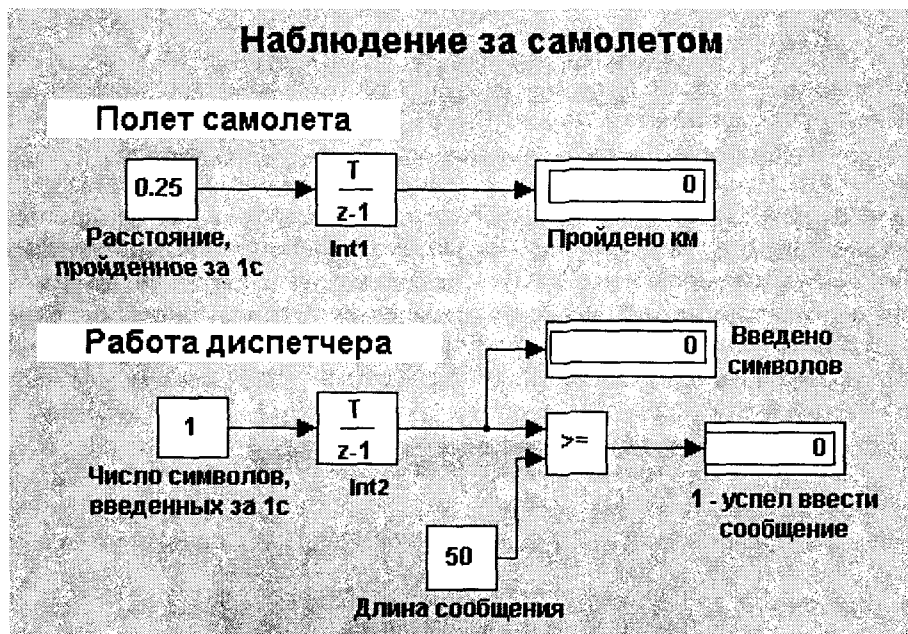 Наблюдение за самолетом
Полет самолета
0.25
T
z-1
0
Расстояние,
пройденное за 1с
Int1
Пройдено км
Работа диспетчера
0
Введено
символов
1
T
z-1
>=
0
Число символов,
введенных за 1с
Int2
1 - успел ввести
сообщение
50
Длина сообщения